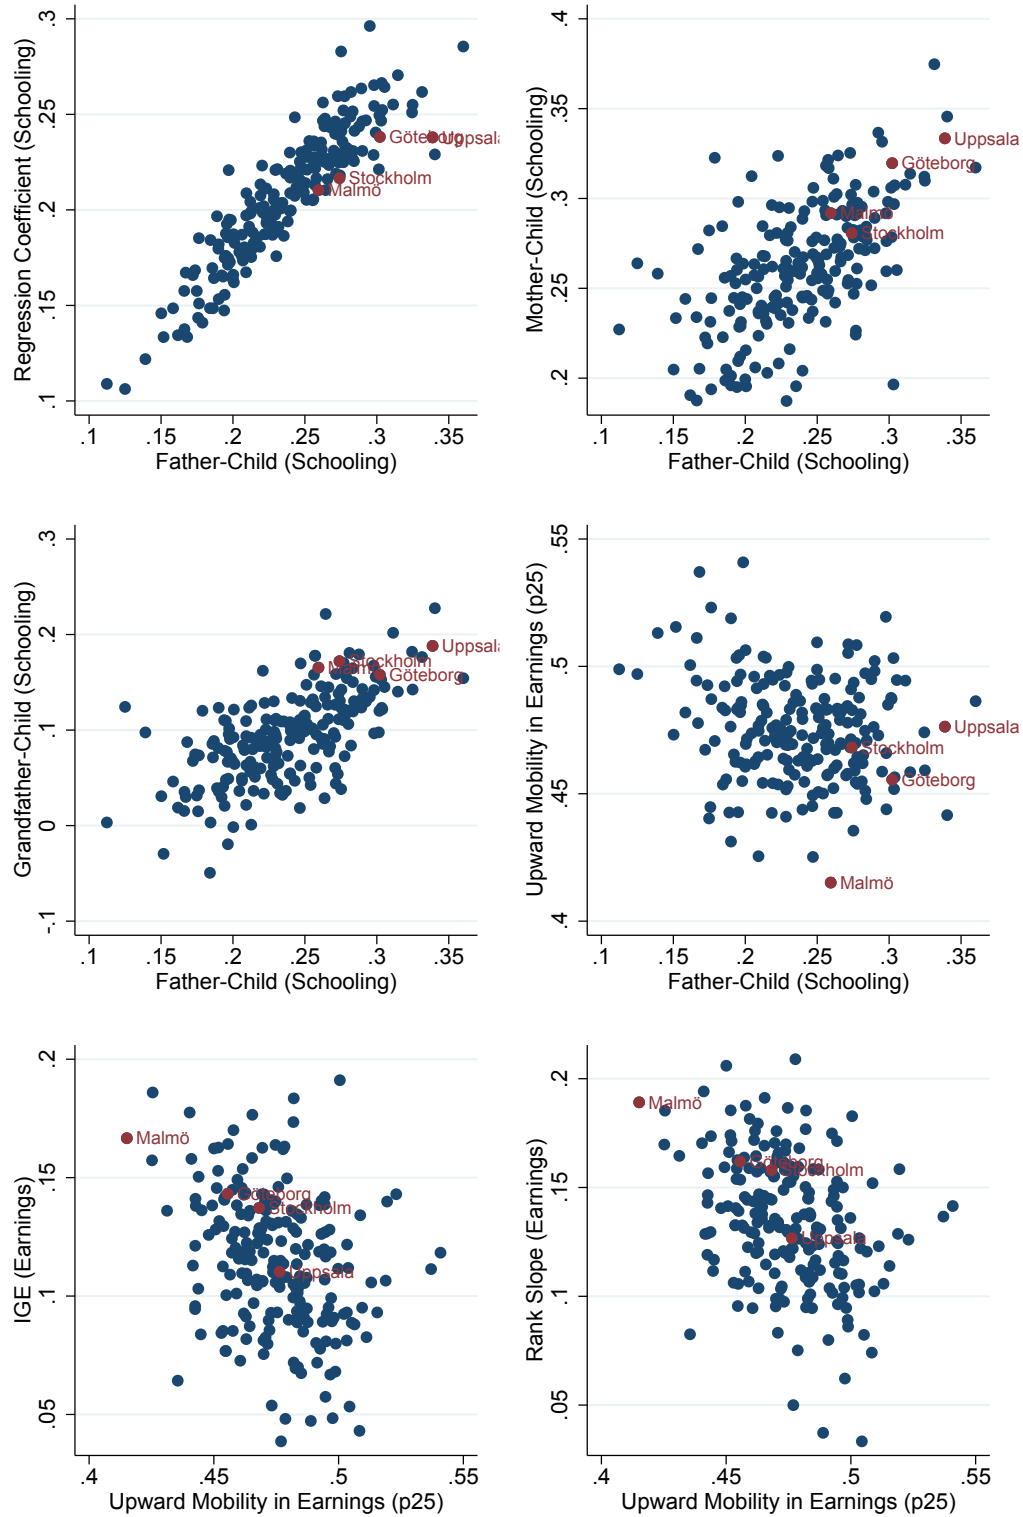 Regression Coefficient (Schooling)
.1 .15 .2 .25 .3
Göteborg
Uppsala
Stockholm
Malmö
.1 .15 .2 .25 .3 .35
Father-Child (Schooling)
Mother-Child (Schooling)
.2 .25 .3 .35 .4
Uppsala
Göteborg
Malmö
Stockholm
.1 .15 .2 .25 .3 .35
Father-Child (Schooling)
Grandfather-Child (Schooling)
-.1 0 .1 .2 .3
Uppsala
Stockholm
Malmö
Göteborg
.1 .15 .2 .25 .3 .35
Father-Child (Schooling)
Upward Mobility in Earnings (p25)
.4 .45 .5 .55
Uppsala
Stockholm
Göteborg
Malmö
.1 .15 .2 .25 .3 .35
Father-Child (Schooling)
IGE (Earnings)
.05 .1 .15 .2
Malmö
Göteborg
Stockholm
Uppsala
.4 .45 .5 .55
Upward Mobility in Earnings (p25)
Rank Slope (Earnings)
.05 .1 .15 .2
Malmö
Göteborg
Stockholm
Uppsala
.4 .45 .5 .55
Upward Mobility in Earnings (p25)